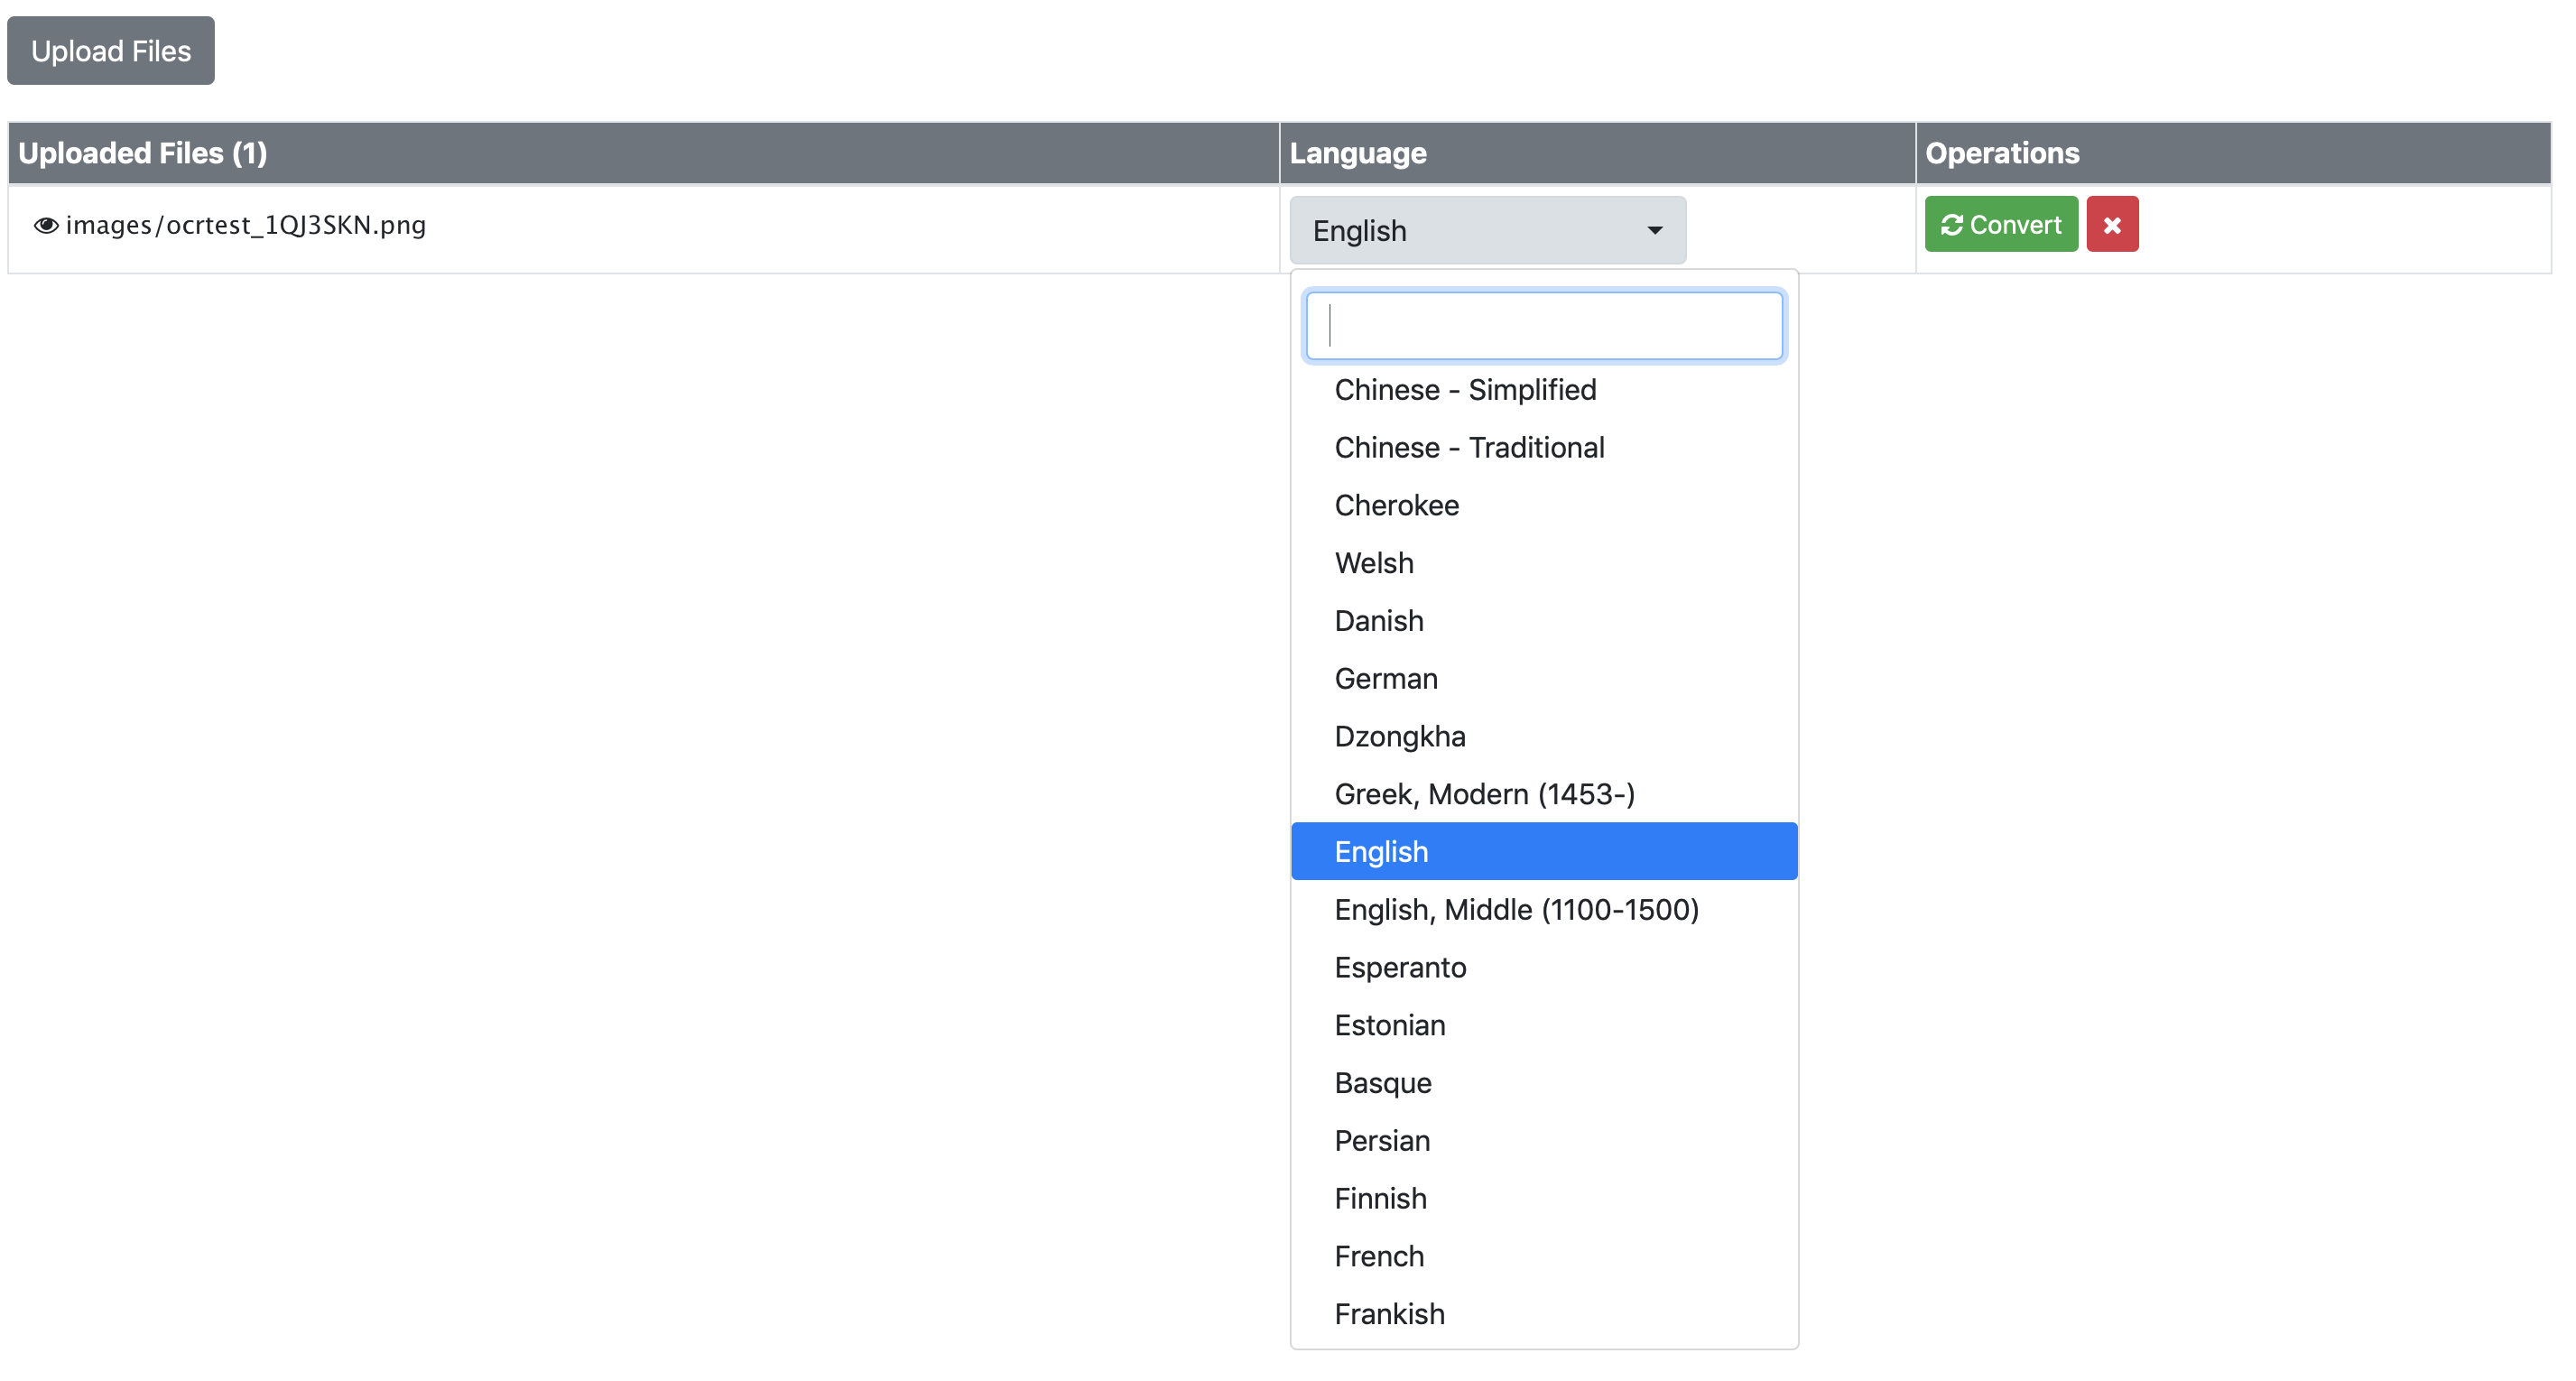 Upload Files
Uploaded Files (1) Language Operations
images/ocrtest_1QJ3SKN.png English Convert
Chinese - Simplified
Chinese - Traditional
Cherokee
Welsh
Danish
German
Dzongkha
Greek, Modern (1453-)
English
English, Middle (1100-1500)
Esperanto
Estonian
Basque
Persian
Finnish
French
Frankish